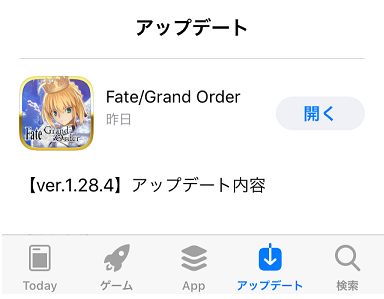 アップデート
Fate/Grand Order
昨日
開く
Fate
Grand
Order
【ver.1.28.4】アップデート内容
Today
ゲーム
App
アップデート
検索